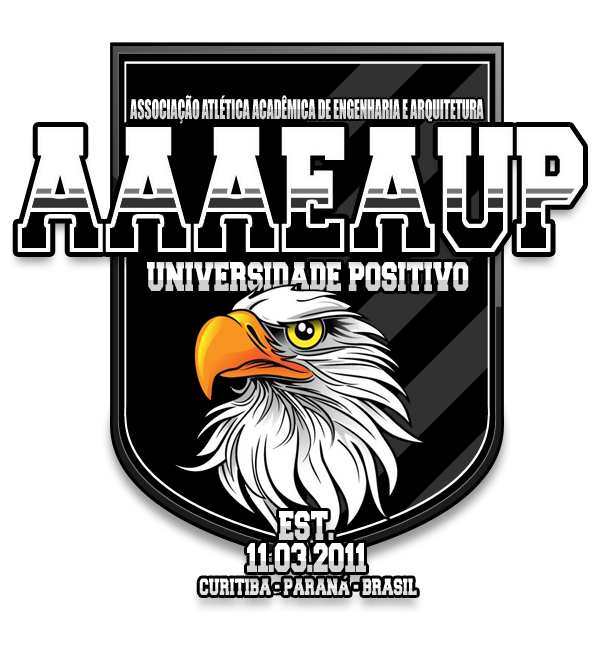 ASSOCIAÇÃO ATLÉTICA ACADÊMICA DE ENGENHARIA E ARQUITETURA
AAAEAUP
UNIVERSIDADE POSITIVO
EST.
11.03.2011
CURITIBA - PARANÁ - BRASIL